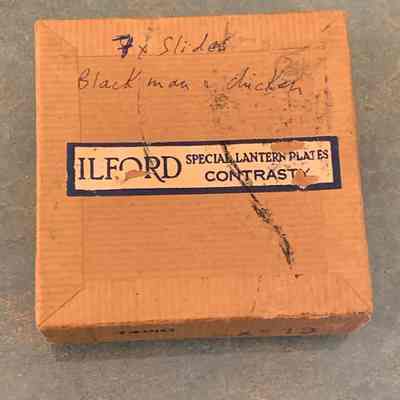 7 x Slides
Black man & chicken
ILFORD SPECIAL LANTERN PLATES
CONTRASTY